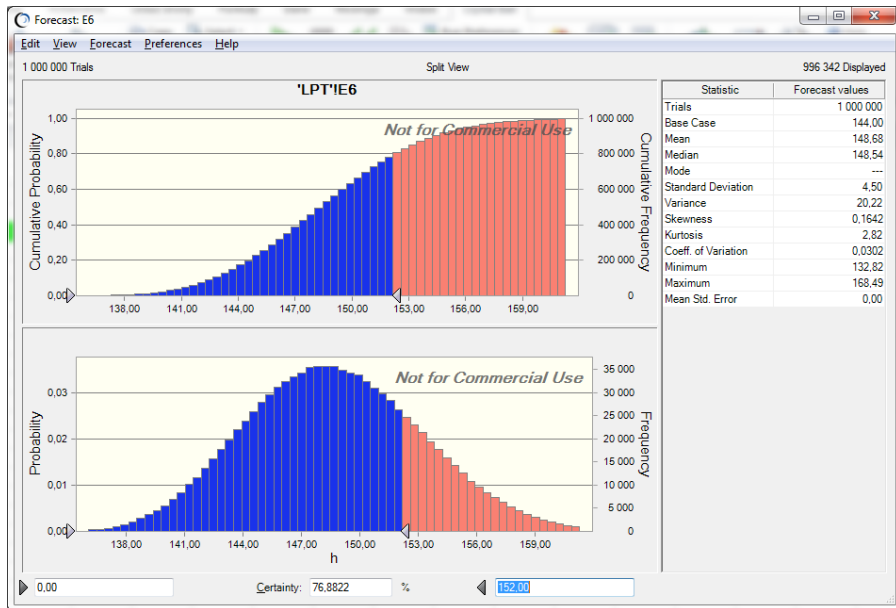 Forecast: E6
Edit View Forecast Preferences Help
1 000 000 Trials Split View 996 342 Displayed
'LPT'!E6
Not for Commercial Use
Cumulative Probability
1,00
0,80
0,60
0,40
0,20
0,00
1 000 000
800 000
600 000
400 000
200 000
0
Cumulative Frequency
138,00 141,00 144,00 147,00 150,00 153,00 156,00 159,00
Not for Commercial Use
Probability
0,03
0,02
0,01
0,00
35 000
30 000
25 000
20 000
15 000
10 000
5 000
0
Frequency
138,00 141,00 144,00 147,00 150,00 153,00 156,00 159,00
h
Statistic Forecast values
Trials 1 000 000
Base Case 144,00
Mean 148,68
Median 148,54
Mode ---
Standard Deviation 4,50
Variance 20,22
Skewness 0,1642
Kurtosis 2,82
Coeff. of Variation 0,0302
Minimum 132,82
Maximum 168,49
Mean Std. Error 0,00
0,00 Certainty: 76,8822 % 152,00